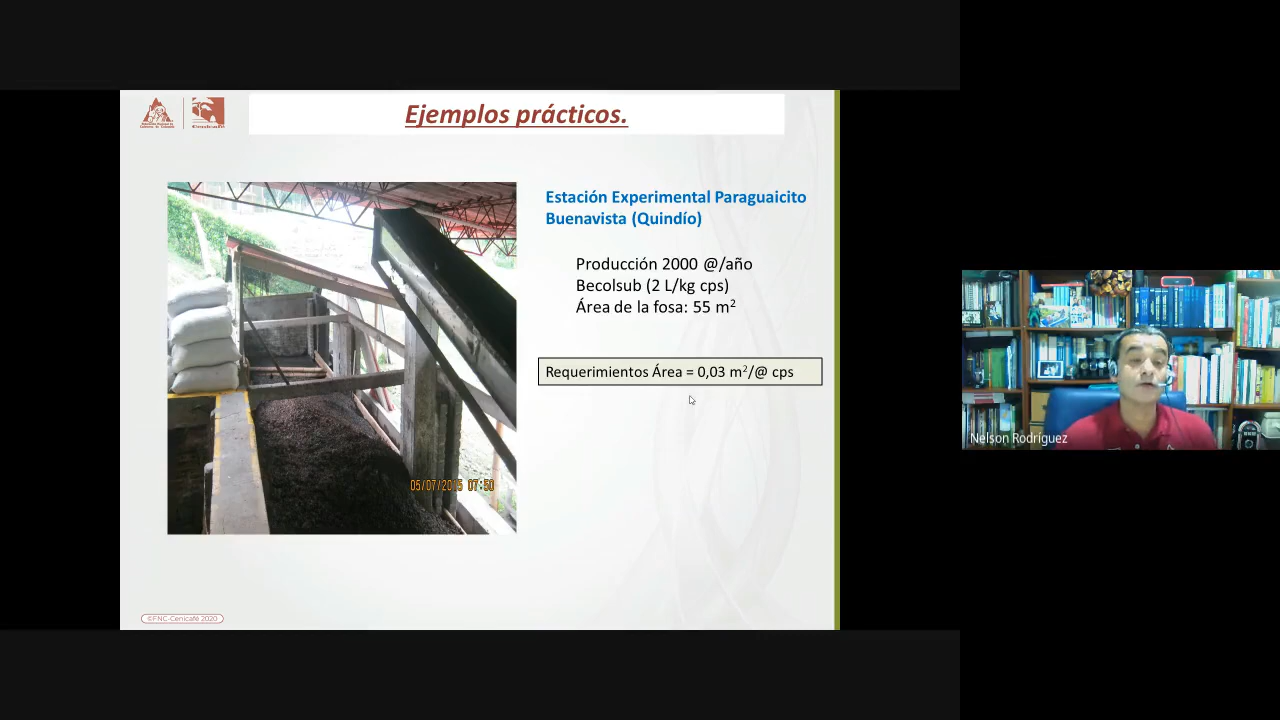 Ejemplos prácticos.
Cenicafé
Estación Experimental Paraguaicito
Buenavista (Quindío)
Producción 2000 @/año
Becolsub (2 L/kg cps)
Área de la fosa: 55 m²
Requerimientos Área = 0,03 m²/@ cps
05/07/2015 07:50
Nelson Rodríguez
©FNC-Cenicafé 2020